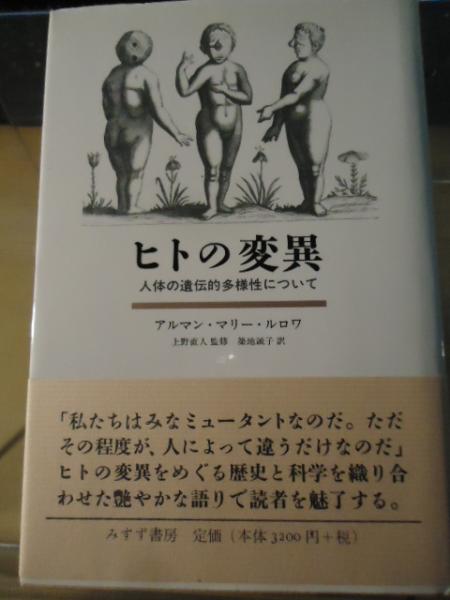 ヒトの変異
人体の遺伝的多様性について
アルマン・マリー・ルロワ
上野直人 監修 築地誠子 訳
「私たちはみなミュータントなのだ。ただ
その程度が、人によって違うだけなのだ」
ヒトの変異をめぐる歴史と科学を織り合
わせた艶やかな語りで読者を魅了する。
みすず書房 定価（本体3200円＋税）